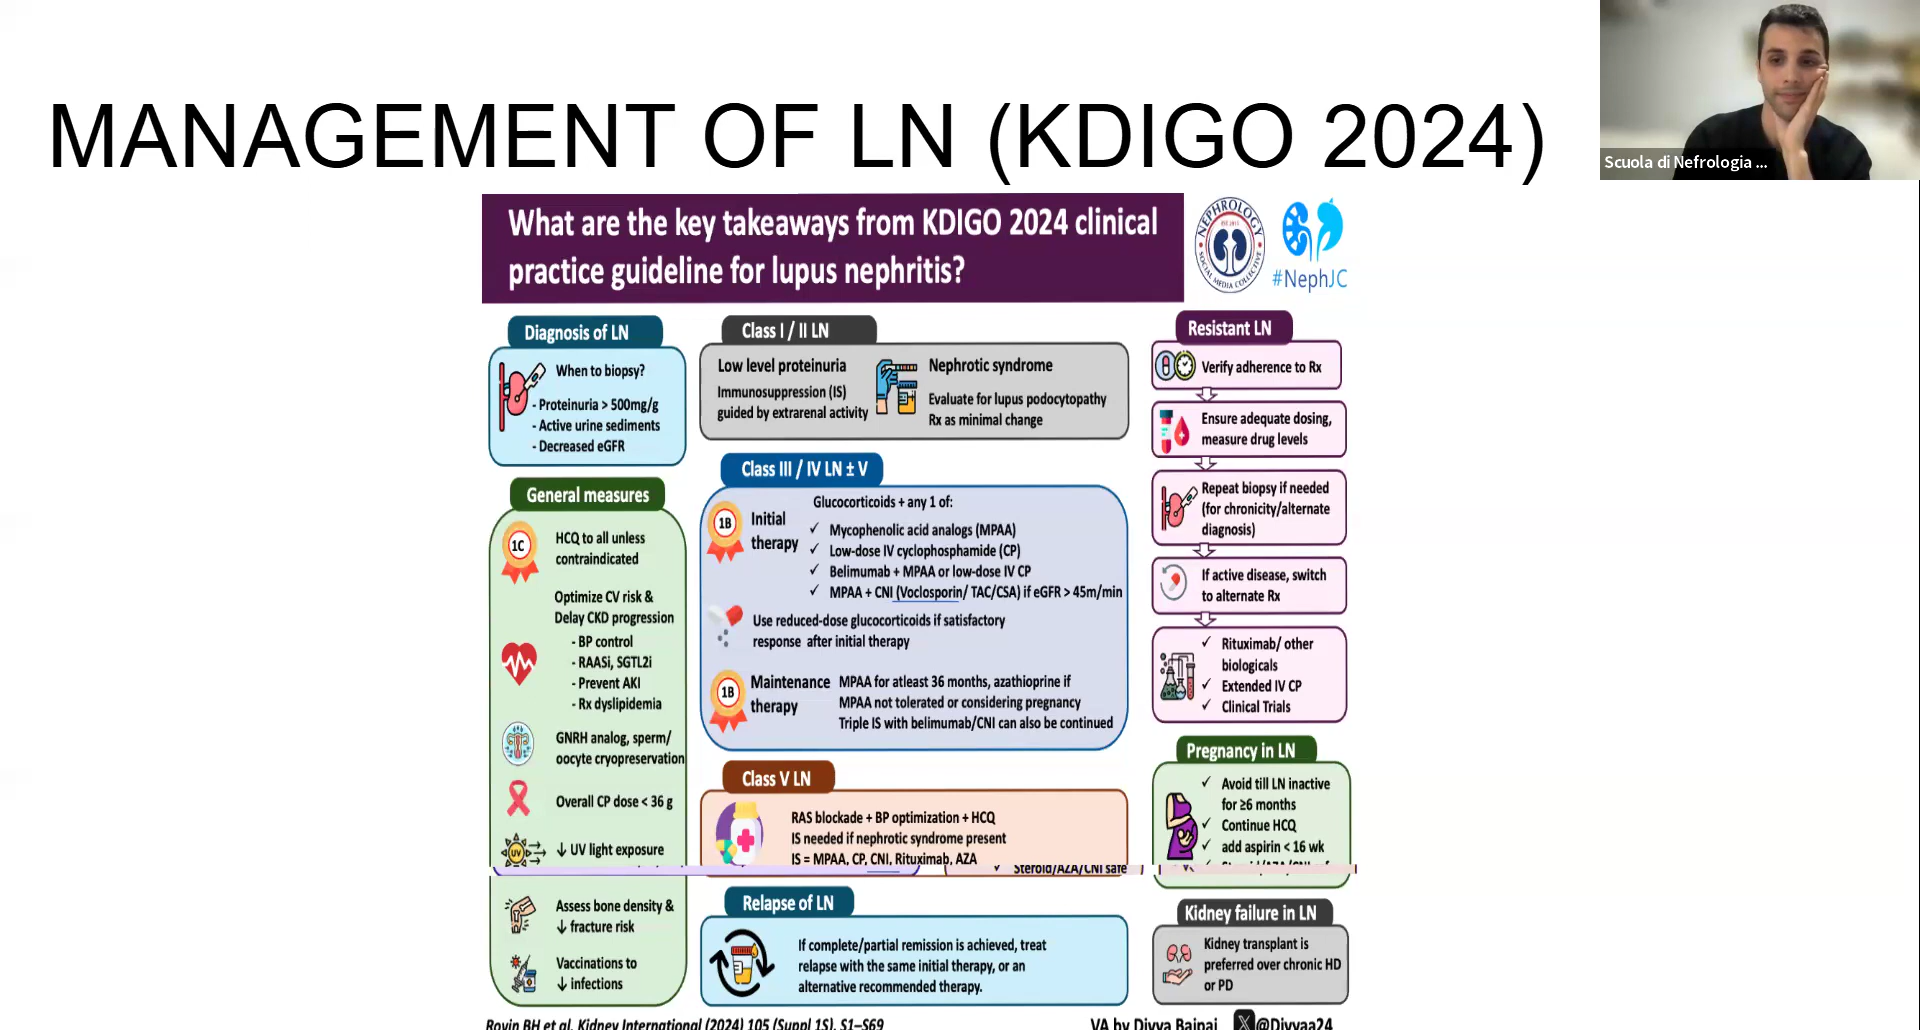 MANAGEMENT OF LN (KDIGO 2024)
Scuola di Nefrologia ...
What are the key takeaways from KDIGO 2024 clinical
practice guideline for lupus nephritis?
NEPHROLOGY
SOCIAL MEDIA COLLECTIVE
#NephJC
Diagnosis of LN
When to biopsy?
- Proteinuria > 500mg/g
- Active urine sediments
- Decreased eGFR
General measures
1C
HCQ to all unless
contraindicated
Optimize CV risk &
Delay CKD progression
- BP control
- RAASi, SGTL2i
- Prevent AKI
- Rx dyslipidemia
GNRH analog, sperm/
oocyte cryopreservation
Overall CP dose < 36 g
UV
↓ UV light exposure
Assess bone density &
↓ fracture risk
Vaccinations to
↓ infections
Class I / II LN
Low level proteinuria
Immunosuppression (IS)
guided by extrarenal activity
Nephrotic syndrome
Evaluate for lupus podocytopathy
Rx as minimal change
Class III / IV LN ± V
1B
Initial
therapy
Glucocorticoids + any 1 of:
✓ Mycophenolic acid analogs (MPAA)
✓ Low-dose IV cyclophosphamide (CP)
✓ Belimumab + MPAA or low-dose IV CP
✓ MPAA + CNI (Voclosporin/ TAC/CSA) if eGFR > 45m/min
Use reduced-dose glucocorticoids if satisfactory
response after initial therapy
1B
Maintenance
therapy
MPAA for atleast 36 months, azathioprine if
MPAA not tolerated or considering pregnancy
Triple IS with belimumab/CNI can also be continued
Class V LN
RAS blockade + BP optimization + HCQ
IS needed if nephrotic syndrome present
IS = MPAA, CP, CNI, Rituximab, AZA
✓ Steroid/AZA/CNI safe
Relapse of LN
If complete/partial remission is achieved, treat
relapse with the same initial therapy, or an
alternative recommended therapy.
Resistant LN
Verify adherence to Rx
Ensure adequate dosing,
measure drug levels
Repeat biopsy if needed
(for chronicity/alternate
diagnosis)
If active disease, switch
to alternate Rx
✓ Rituximab/ other
biologicals
✓ Extended IV CP
✓ Clinical Trials
Pregnancy in LN
✓ Avoid till LN inactive
for ≥6 months
✓ Continue HCQ
✓ add aspirin < 16 wk
Kidney failure in LN
Kidney transplant is
preferred over chronic HD
or PD
Rovin BH et al. Kidney International (2024) 105 (Suppl 1S), S1–S69
VA by Divya Bajpai
@Divyaa24